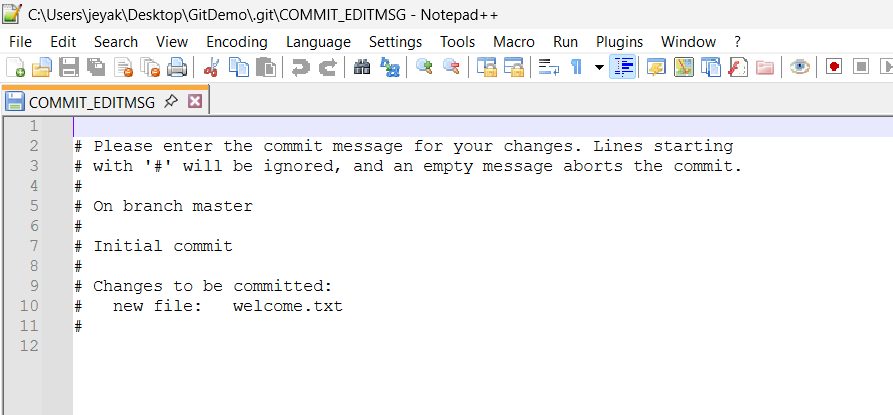 C:\Users\jeyak\Desktop\GitDemo\.git\COMMIT_EDITMSG - Notepad++
File Edit Search View Encoding Language Settings Tools Macro Run Plugins Window ?
COMMIT_EDITMSG
1
2 # Please enter the commit message for your changes. Lines starting
3 # with '#' will be ignored, and an empty message aborts the commit.
4 #
5 # On branch master
6 #
7 # Initial commit
8 #
9 # Changes to be committed:
10 #   new file:   welcome.txt
11 #
12